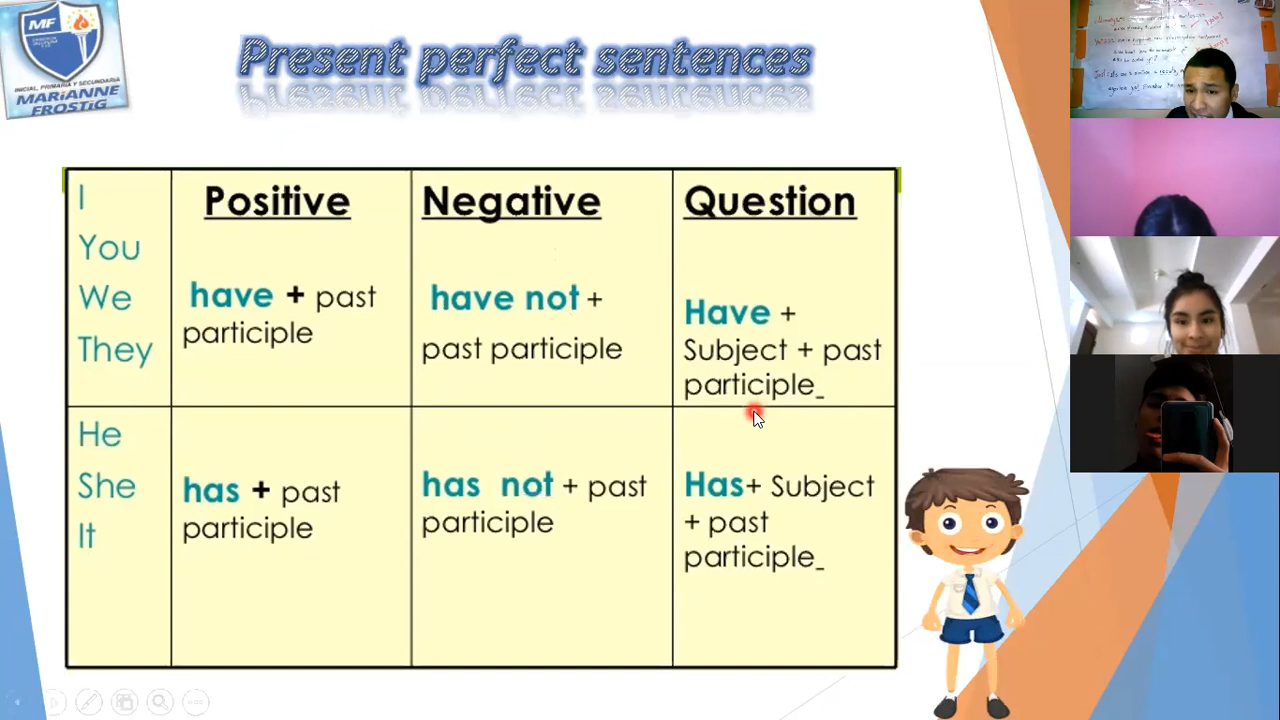 MF
INICIAL, PRIMARIA Y SECUNDARIA
MARIANNE
FROSTIG
Present perfect sentences
I
You
We
They
Positive
have + past
participle
Negative
have not +
past participle
Question
Have +
Subject + past
participle_
He
She
It
has + past
participle
has not + past
participle
Has+ Subject
+ past
participle_